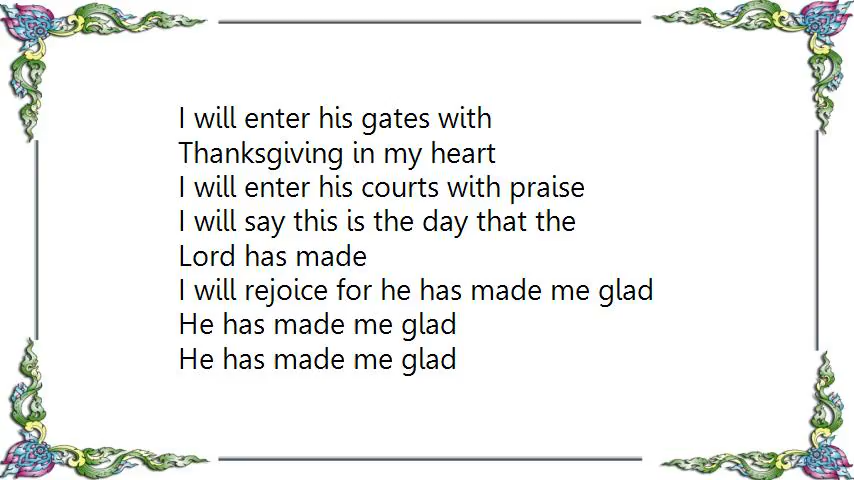 I will enter his gates with
Thanksgiving in my heart
I will enter his courts with praise
I will say this is the day that the
Lord has made
I will rejoice for he has made me glad
He has made me glad
He has made me glad